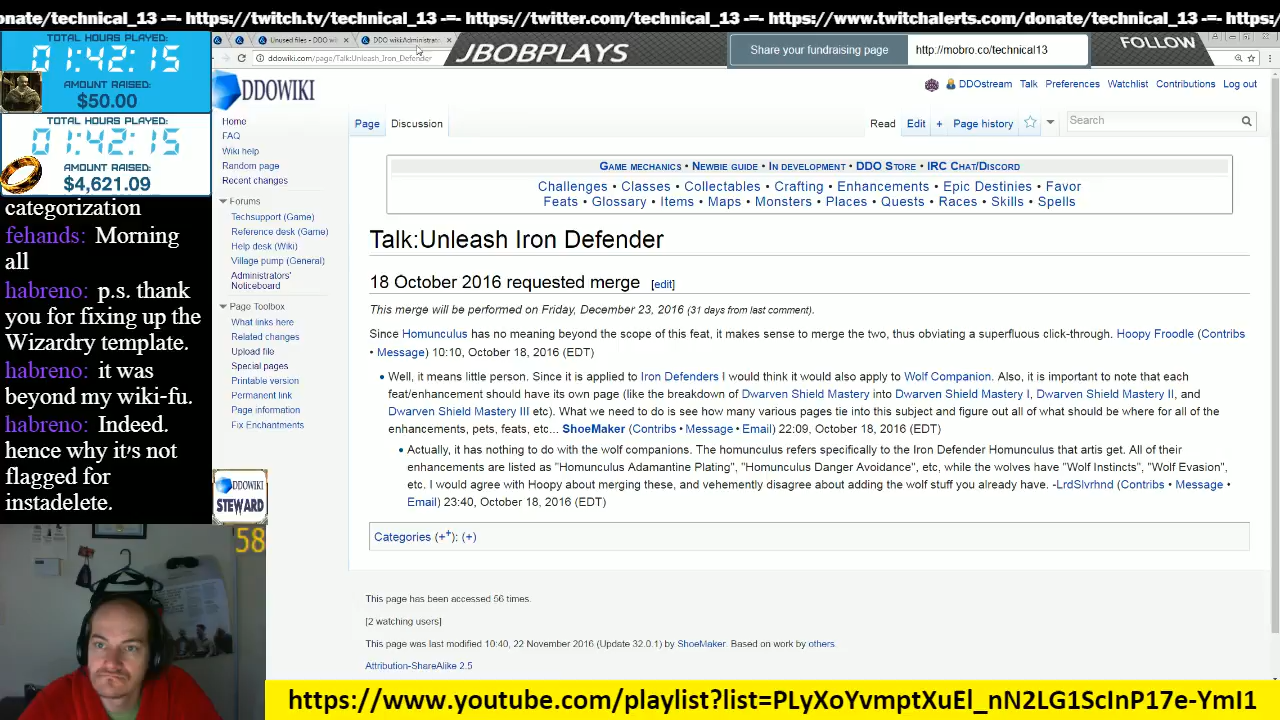 onate/technical_13 -=- https://twitch.tv/technical_13 -=- https://twitter.com/technical_13 -=- https://www.twitchalerts.com/donate/technical_13 -=- https:/
TOTAL HOURS PLAYED:
01:42:15
AMOUNT RAISED:
$50.00
TOTAL HOURS PLAYED:
01:42:15
AMOUNT RAISED:
$4,621.09
categorization
fehands: Morning
all
habreno: p.s. thank
you for fixing up the
Wizardry template.
habreno: it was
beyond my wiki-fu.
habreno: Indeed.
hence why it's not
flagged for
instadelete.
58
Unused files - DDO wi
DDO wiki:Administrat
ddowiki.com/page/Talk:Unleash_Iron_Defender
JBOBPLAYS
Share your fundraising page
http://mobro.co/technical13
FOLLOW
DDOWIKI
DDOstream Talk Preferences Watchlist Contributions Log out
Home
FAQ
Wiki help
Random page
Recent changes
Forums
Techsupport (Game)
Reference desk (Game)
Help desk (Wiki)
Village pump (General)
Administrators'
Noticeboard
Page Toolbox
What links here
Related changes
Upload file
Special pages
Printable version
Permanent link
Page information
Fix Enchantments
DDOWIKI
STEWARD
Page Discussion
Read Edit + Page history
Search
Game mechanics • Newbie guide • In development • DDO Store • IRC Chat/Discord
Challenges • Classes • Collectables • Crafting • Enhancements • Epic Destinies • Favor
Feats • Glossary • Items • Maps • Monsters • Places • Quests • Races • Skills • Spells
Talk:Unleash Iron Defender
18 October 2016 requested merge [edit]
This merge will be performed on Friday, December 23, 2016 (31 days from last comment).
Since Homunculus has no meaning beyond the scope of this feat, it makes sense to merge the two, thus obviating a superfluous click-through. Hoopy Froodle (Contribs
• Message) 10:10, October 18, 2016 (EDT)
• Well, it means little person. Since it is applied to Iron Defenders I would think it would also apply to Wolf Companion. Also, it is important to note that each
feat/enhancement should have its own page (like the breakdown of Dwarven Shield Mastery into Dwarven Shield Mastery I, Dwarven Shield Mastery II, and
Dwarven Shield Mastery III etc). What we need to do is see how many various pages tie into this subject and figure out all of what should be where for all of the
enhancements, pets, feats, etc... ShoeMaker (Contribs • Message • Email) 22:09, October 18, 2016 (EDT)
• Actually, it has nothing to do with the wolf companions. The homunculus refers specifically to the Iron Defender Homunculus that artis get. All of their
enhancements are listed as "Homunculus Adamantine Plating", "Homunculus Danger Avoidance", etc, while the wolves have "Wolf Instincts", "Wolf Evasion",
etc. I would agree with Hoopy about merging these, and vehemently disagree about adding the wolf stuff you already have. -LrdSlvrhnd (Contribs • Message •
Email) 23:40, October 18, 2016 (EDT)
Categories (++): (+)
This page has been accessed 56 times.
[2 watching users]
This page was last modified 10:40, 22 November 2016 (Update 32.0.1) by ShoeMaker. Based on work by others.
Attribution-ShareAlike 2.5
https://www.youtube.com/playlist?list=PLyXoYvmptXuEl_nN2LG1ScInP17e-YmI1